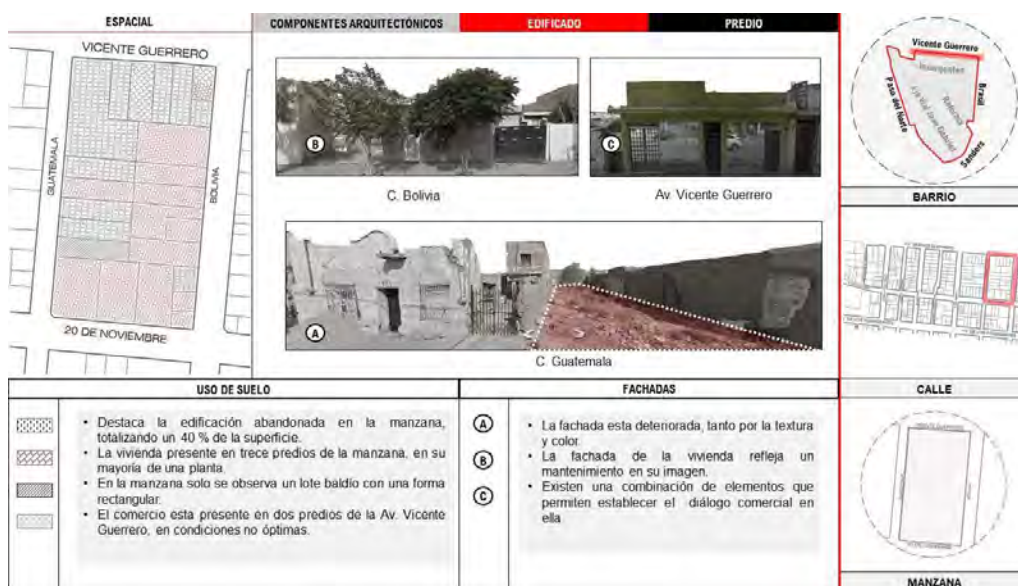 ESPACIAL
COMPONENTES ARQUITECTÓNICOS
EDIFICADO
PREDIO
VICENTE GUERRERO
GUATEMALA
BOLIVIA
20 DE NOVIEMBRE
B
C. Bolivia
C
Av. Vicente Guerrero
A
C. Guatemala
Vicente Guerrero
Insurgentes
Paso del Norte
Eje Vial Juan Gabriel
Brasil
Sanders
BARRIO
CALLE
MANZANA
USO DE SUELO
• Destaca la edificación abandonada en la manzana,
totalizando un 40 % de la superficie.
• La vivienda presente en trece predios de la manzana, en su
mayoría de una planta.
• En la manzana solo se observa un lote baldío con una forma
rectangular.
• El comercio esta presente en dos predios de la Av. Vicente
Guerrero, en condiciones no óptimas.
FACHADAS
A
B
C
• La fachada esta deteriorada, tanto por la textura
y color.
• La fachada de la vivienda refleja un
mantenimiento en su imagen.
• Existen una combinación de elementos que
permiten establecer el diálogo comercial en
ella